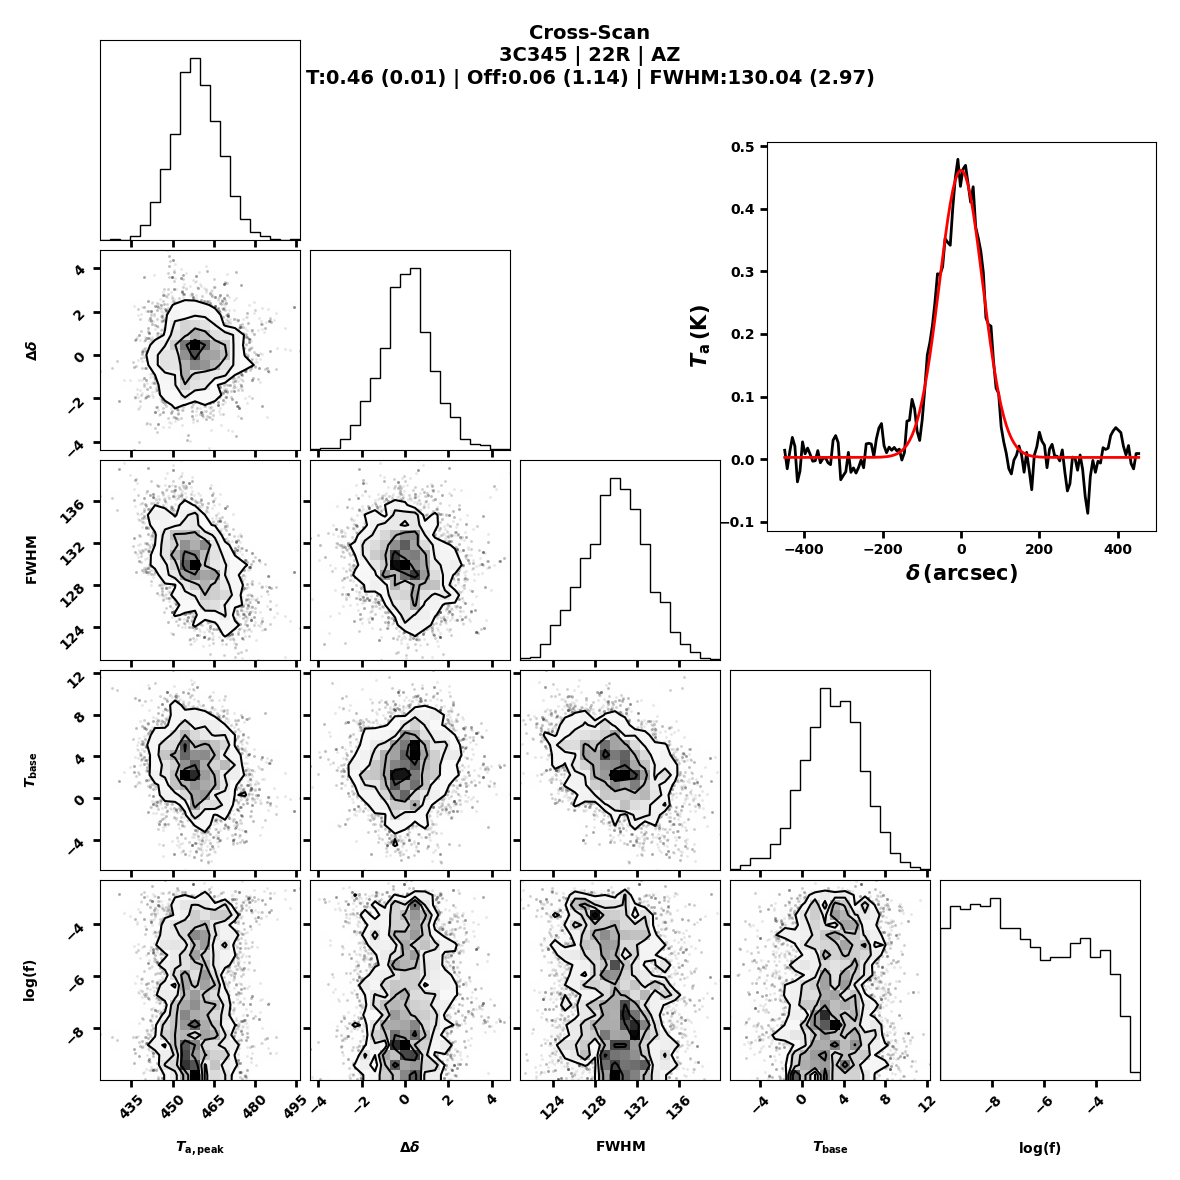 Cross-Scan
3C345 | 22R | AZ
T:0.46 (0.01) | Off:0.06 (1.14) | FWHM:130.04 (2.97)
0.5
0.4
0.3
0.2
0.1
0.0
−0.1
Ta (K)
−400 −200 0 200 400
δ (arcsec)
4
2
0
−2
−4
Δδ
136
132
128
124
FWHM
12
8
4
0
−4
Tbase
−4
−6
−8
log(f)
435 450 465 480 495
−4 −2 0 2 4
124 128 132 136
−4 0 4 8 12
−8 −6 −4
Ta, peak
Δδ
FWHM
Tbase
log(f)